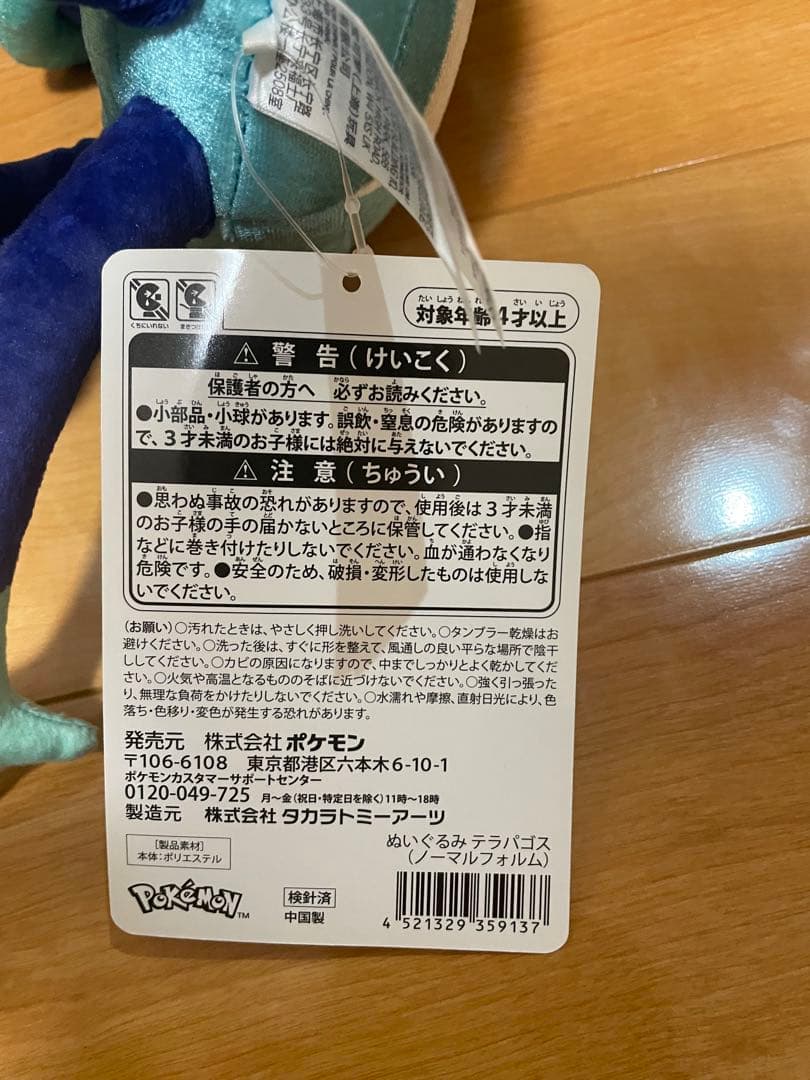 くちにいれない
対象年齢4才以上
警告(けいこく)
保護者の方へ 必ずお読みください。
●小部品・小球があります。誤飲・窒息の危険がありますの
で、3才未満のお子様には絶対に与えないでください。
注意(ちゅうい)
●思わぬ事故の恐れがありますので、使用後は3才未満
のお子様の手の届かないところに保管してください。●指
などに巻き付けたりしないでください。血が通わなくなり
危険です。●安全のため、破損・変形したものは使用しな
いでください。
(お願い)○汚れたときは、やさしく押し洗いしてください。○タンブラー乾燥はお
避けください。○洗った後は、すぐに形を整えて、風通しの良い平らな場所で陰干
ししてください。○カビの原因になりますので、中までしっかりとよく乾かしてくださ
い。○火気や高温となるもののそばに近づけないでください。○強く引っ張った
り、無理な負荷をかけたりしないでください。○水濡れや摩擦、直射日光により、色
落ち・色移り・変色が発生する恐れがあります。
発売元 株式会社ポケモン
〒106-6108 東京都港区六本木6-10-1
ポケモンカスタマーサポートセンター
0120-049-725 月〜金(祝日・特定日を除く)11時〜18時
製造元 株式会社タカラトミーアーツ
[製品素材]
本体:ポリエステル
ぬいぐるみ テラパゴス
(ノーマルフォルム)
POKéMON™
検針済
中国製
4 521329 359137